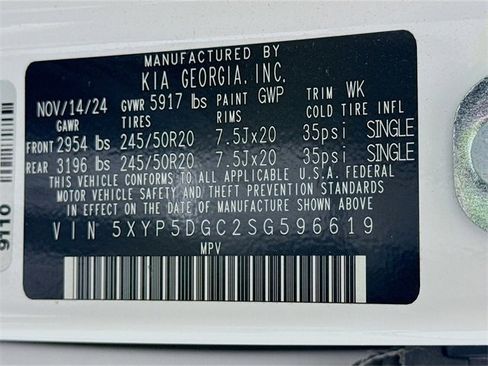 MANUFACTURED BY
KIA GEORGIA, INC.
NOV/14/24 GVWR 5917 lbs PAINT GWP TRIM WK
GAWR TIRES RIMS COLD TIRE INFL
FRONT 2954 lbs 245/50R20 7.5Jx20 35psi SINGLE
REAR 3196 lbs 245/50R20 7.5Jx20 35psi SINGLE
THIS VEHICLE CONFORMS TO ALL APPLICABLE U.S.A. FEDERAL
MOTOR VEHICLE SAFETY AND THEFT PREVENTION STANDARDS
IN EFFECT ON THE DATE OF MANUFACTURE SHOWN ABOVE
VIN 5XYP5DGC2SG596619
MPV
9110